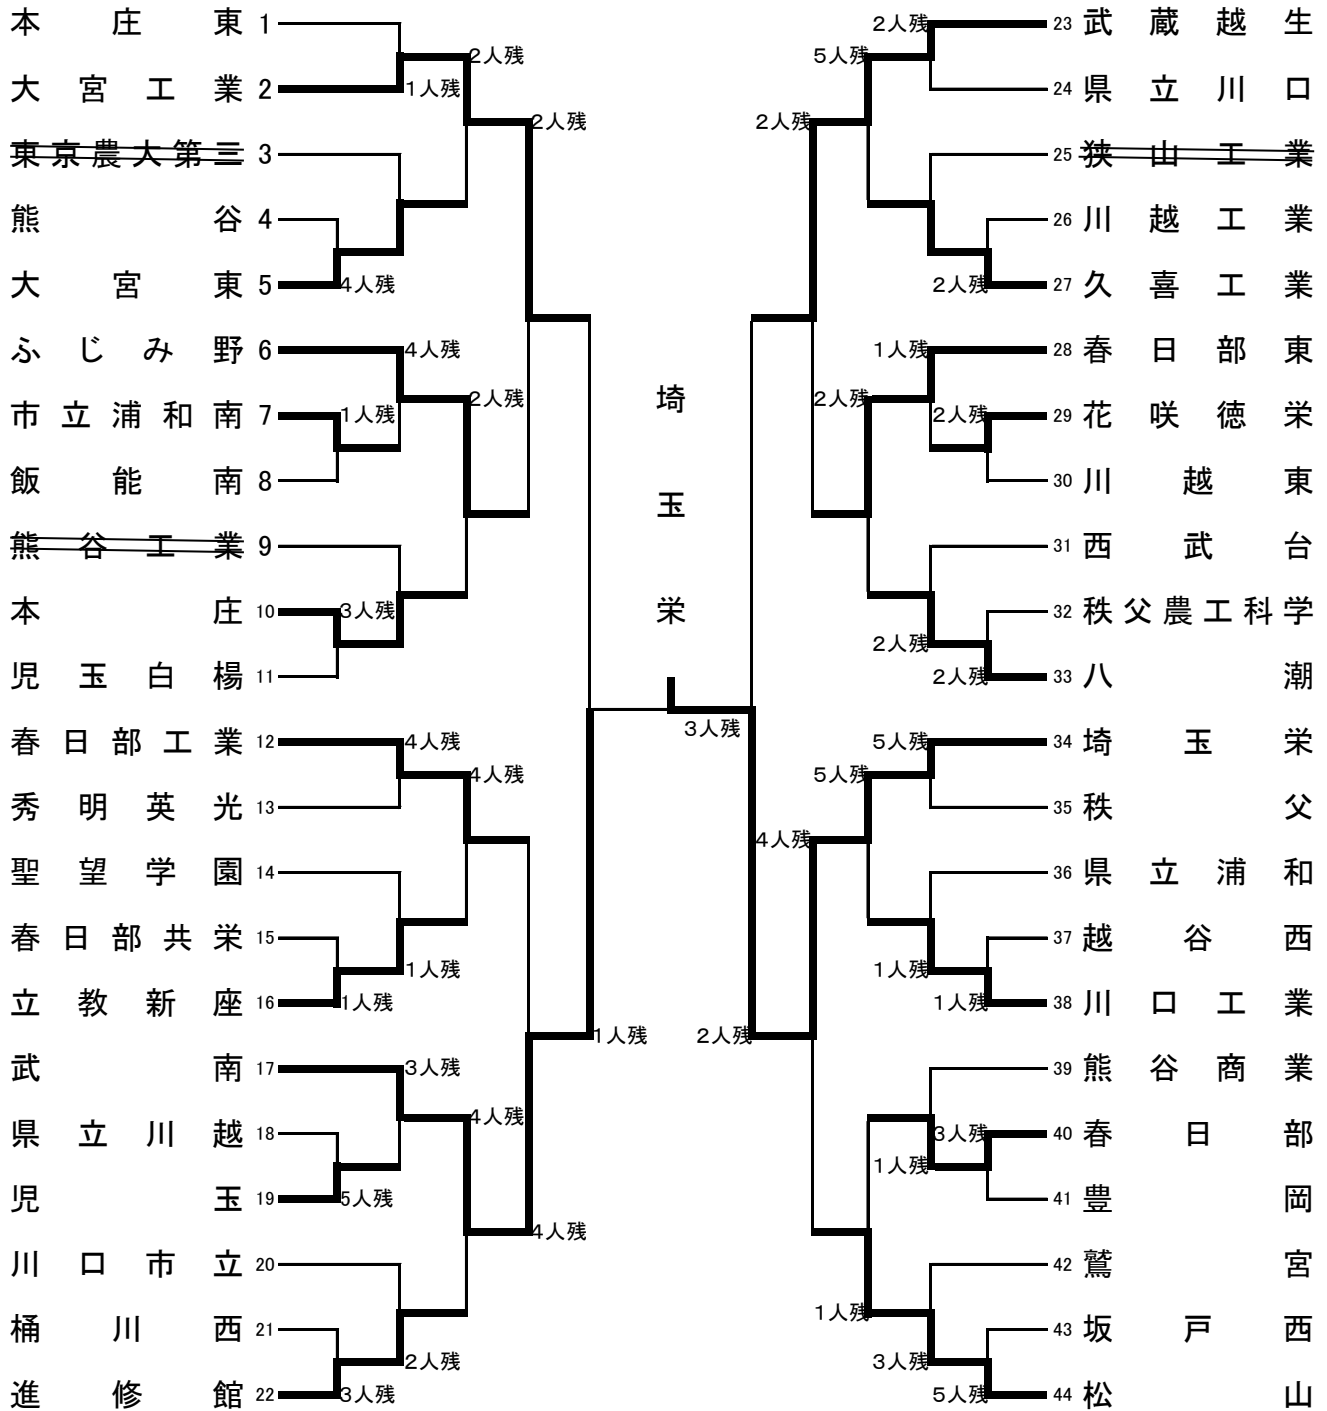 本庄東 1
2人残
大宮工業 2
1人残
2人残
東京農大第三 3
熊谷 4
大宮東 5
4人残
ふじみ野 6
4人残
2人残
市立浦和南 7
1人残
飯能南 8
熊谷工業 9
本庄 10
3人残
児玉白楊 11
春日部工業 12
4人残
4人残
秀明英光 13
聖望学園 14
春日部共栄 15
1人残
立教新座 16
1人残
1人残
武南 17
3人残
4人残
県立川越 18
児玉 19
5人残
4人残
川口市立 20
桶川西 21
2人残
進修館 22
3人残
埼玉栄
3人残
2人残
23 武蔵越生
5人残
24 県立川口
2人残
25 狭山工業
26 川越工業
2人残
27 久喜工業
1人残
28 春日部東
2人残
2人残
29 花咲徳栄
30 川越東
31 西武台
32 秩父農工科学
2人残
2人残
33 八潮
5人残
34 埼玉栄
5人残
35 秩父
4人残
36 県立浦和
37 越谷西
1人残
1人残
38 川口工業
2人残
39 熊谷商業
3人残
40 春日部
1人残
41 豊岡
42 鷲宮
1人残
43 坂戸西
3人残
5人残
44 松山